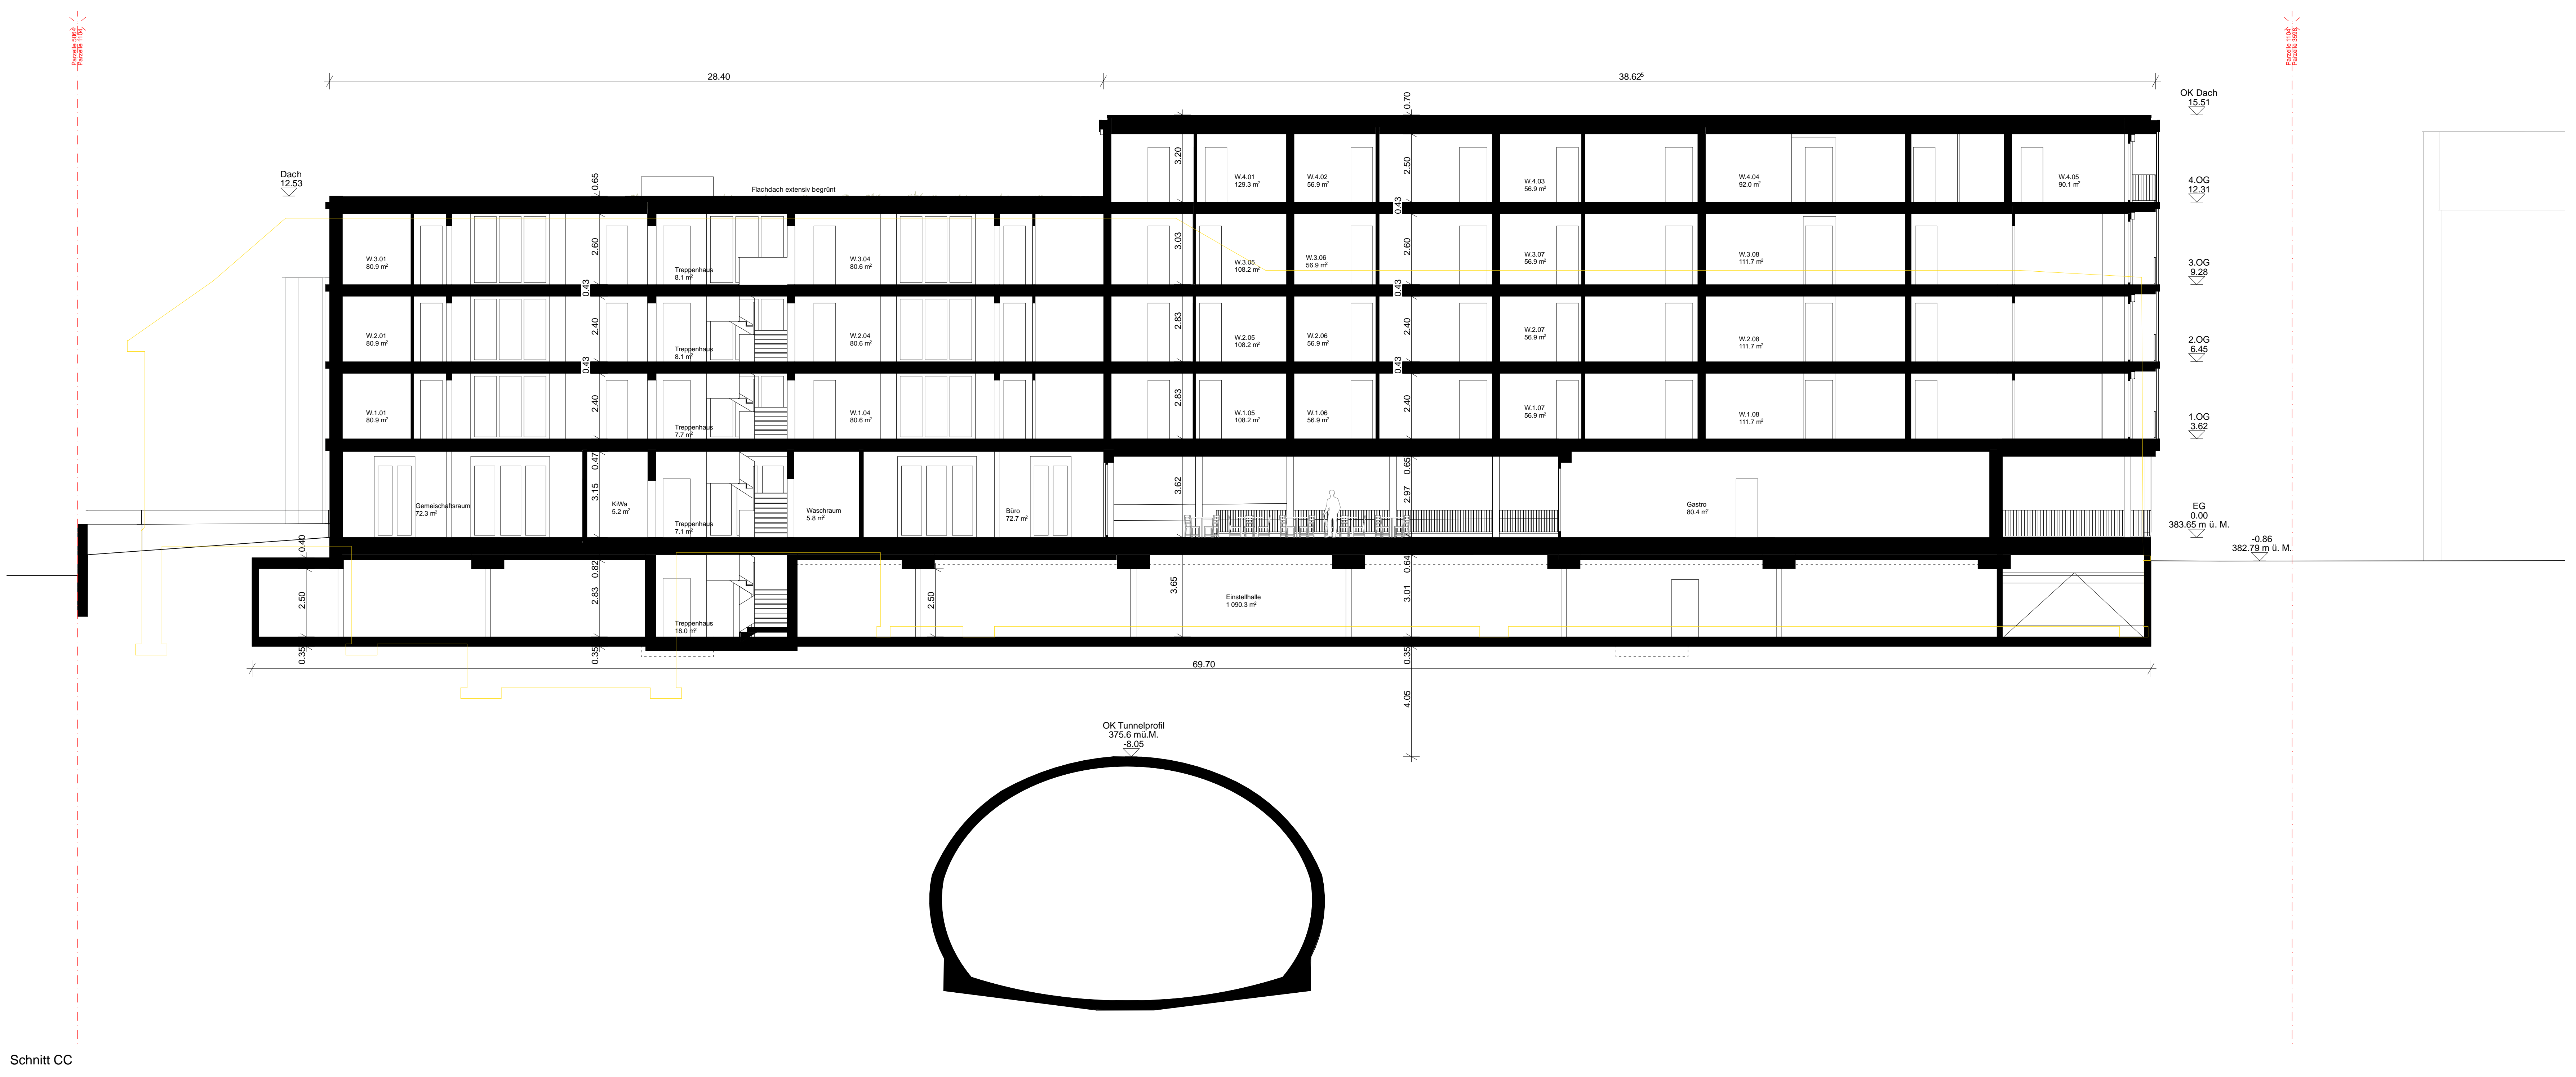 Parzelle 5064
Parzelle 1104
Parzelle 1104
Parzelle 3595
28.40
38.62⁵
OK Dach
15.51
0.70
Dach
12.53
0.65
Flachdach extensiv begrünt
3.20
2.50
W.4.01
129.3 m²
W.4.02
56.9 m²
W.4.03
56.9 m²
W.4.04
92.0 m²
W.4.05
90.1 m²
4.OG
12.31
0.43
W.3.01
80.9 m²
2.60
Treppenhaus
8.1 m²
W.3.04
80.6 m²
3.03
W.3.05
108.2 m²
W.3.06
56.9 m²
2.60
W.3.07
56.9 m²
W.3.08
111.7 m²
3.OG
9.28
0.43
0.43
W.2.01
80.9 m²
2.40
Treppenhaus
8.1 m²
W.2.04
80.6 m²
2.83
W.2.05
108.2 m²
W.2.06
56.9 m²
2.40
W.2.07
56.9 m²
W.2.08
111.7 m²
2.OG
6.45
0.43
0.43
W.1.01
80.9 m²
2.40
Treppenhaus
7.7 m²
W.1.04
80.6 m²
2.83
W.1.05
108.2 m²
W.1.06
56.9 m²
2.40
W.1.07
56.9 m²
W.1.08
111.7 m²
1.OG
3.62
0.47
0.65
Gemeischaftsraum
72.3 m²
3.15
KiWa
5.2 m²
Treppenhaus
7.1 m²
Waschraum
5.8 m²
Büro
72.7 m²
3.62
2.97
Gastro
80.4 m²
EG
0.00
383.65 m ü. M.
-0.86
382.79 m ü. M.
0.40
0.82
0.64
2.50
2.83
Treppenhaus
18.0 m²
2.50
3.65
Einstellhalle
1 090.3 m²
3.01
0.35
0.35
0.35
69.70
4.05
OK Tunnelprofil
375.6 mü.M.
-8.05
Schnitt CC